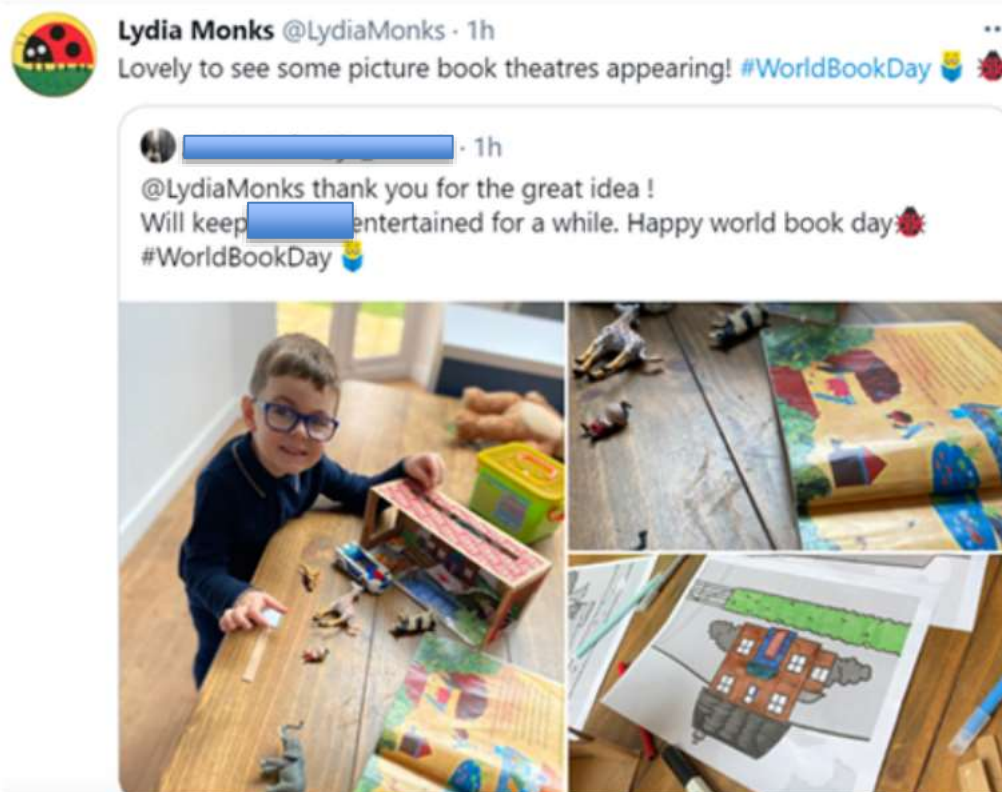 Lydia Monks @LydiaMonks · 1h
Lovely to see some picture book theatres appearing! #WorldBookDay
· 1h
@LydiaMonks thank you for the great idea !
Will keep entertained for a while. Happy world book day
#WorldBookDay